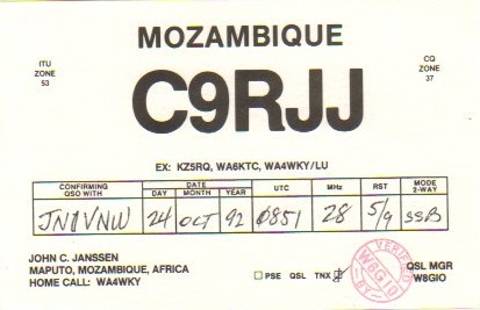 MOZAMBIQUE
ITU ZONE 53
CQ ZONE 37
C9RJJ
EX: KZ5RQ, WA6KTC, WA4WKY/LU
CONFIRMING QSO WITH DATE DAY MONTH YEAR UTC MHz RST MODE 2-WAY
JN1VNW 24 OCT 92 0851 28 5/9 SSB
JOHN C. JANSSEN
MAPUTO, MOZAMBIQUE, AFRICA
HOME CALL: WA4WKY
PSE QSL TNX
VERIFIED BY W8GIO
QSL MGR
W8GIO